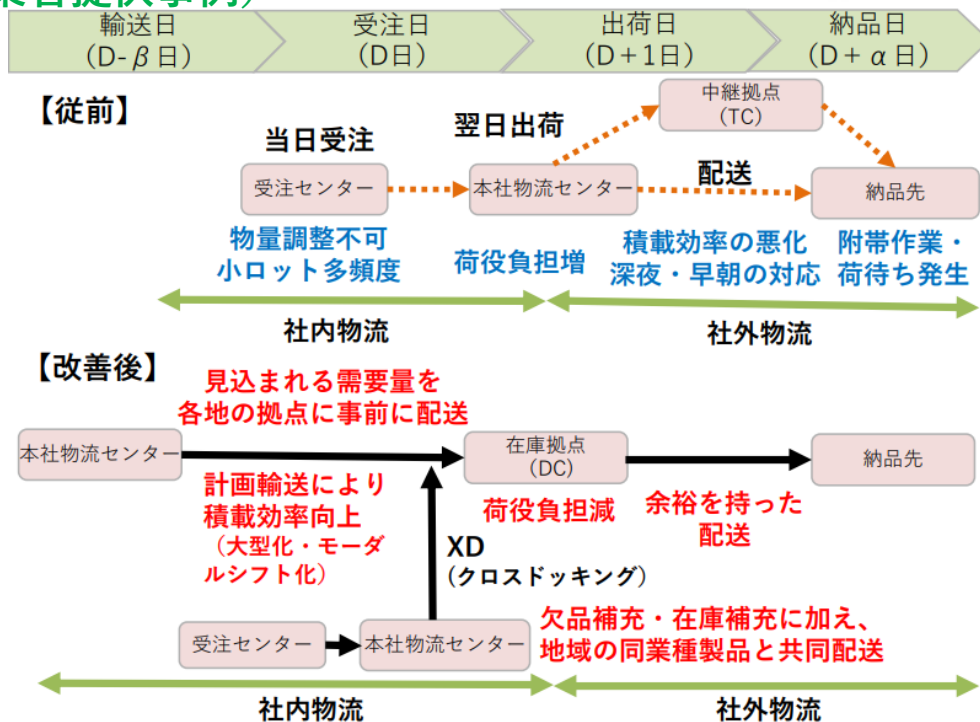 業者提供事例）
輸送日
（D-β日）
受注日
（D日）
出荷日
（D＋1日）
納品日
（D＋α日）
【従前】
当日受注
翌日出荷
中継拠点
（TC）
配送
受注センター
本社物流センター
納品先
物量調整不可
小ロット多頻度
荷役負担増
積載効率の悪化
深夜・早朝の対応
附帯作業・
荷待ち発生
社内物流
社外物流
【改善後】
見込まれる需要量を
各地の拠点に事前に配送
本社物流センター
在庫拠点
（DC）
納品先
計画輸送により
積載効率向上
（大型化・モーダ
ルシフト化）
荷役負担減
余裕を持った
配送
XD
(クロスドッキング)
受注センター
本社物流センター
欠品補充・在庫補充に加え、
地域の同業種製品と共同配送
社内物流
社外物流